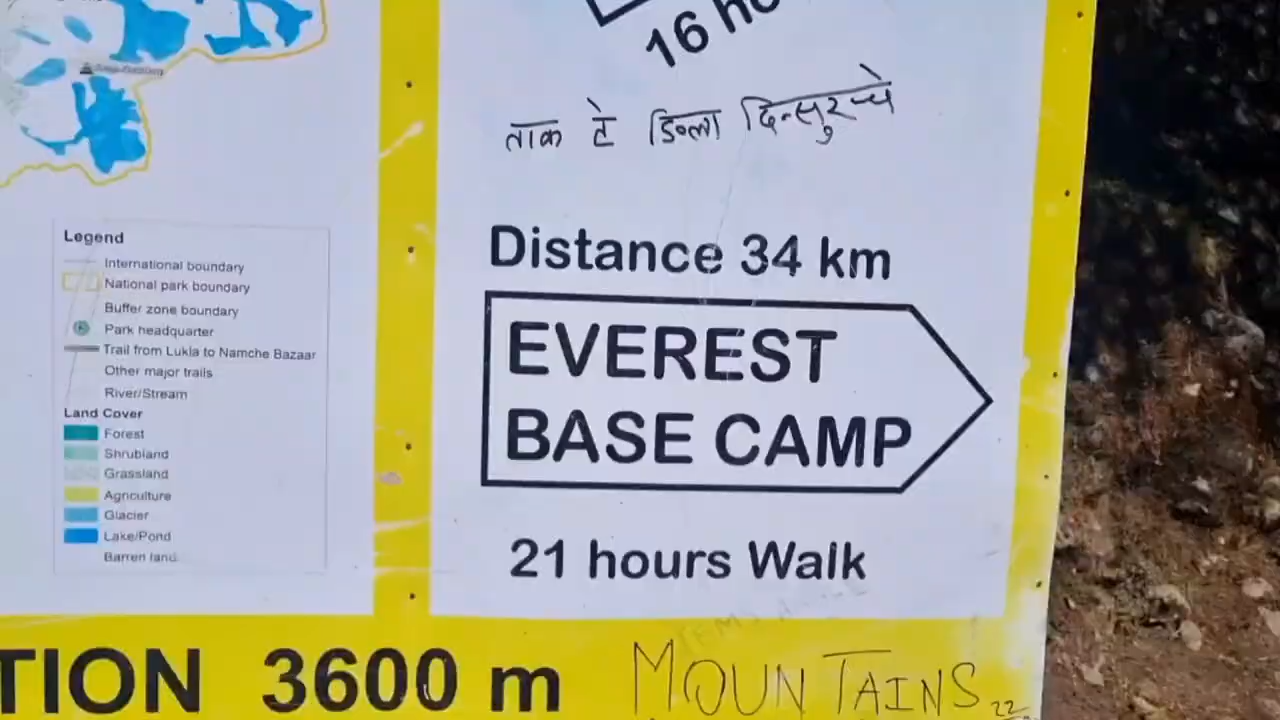 Legend
International boundary
National park boundary
Buffer zone boundary
Park headquarter
Trail from Lukla to Namche Bazaar
Other major trails
River/Stream
Land Cover
Forest
Shrubland
Grassland
Agriculture
Glacier
Lake/Pond
Barren land
16 ho
ताक टे
Distance 34 km
EVEREST
BASE CAMP
21 hours Walk
TION 3600 m
MOUNTAINS 22